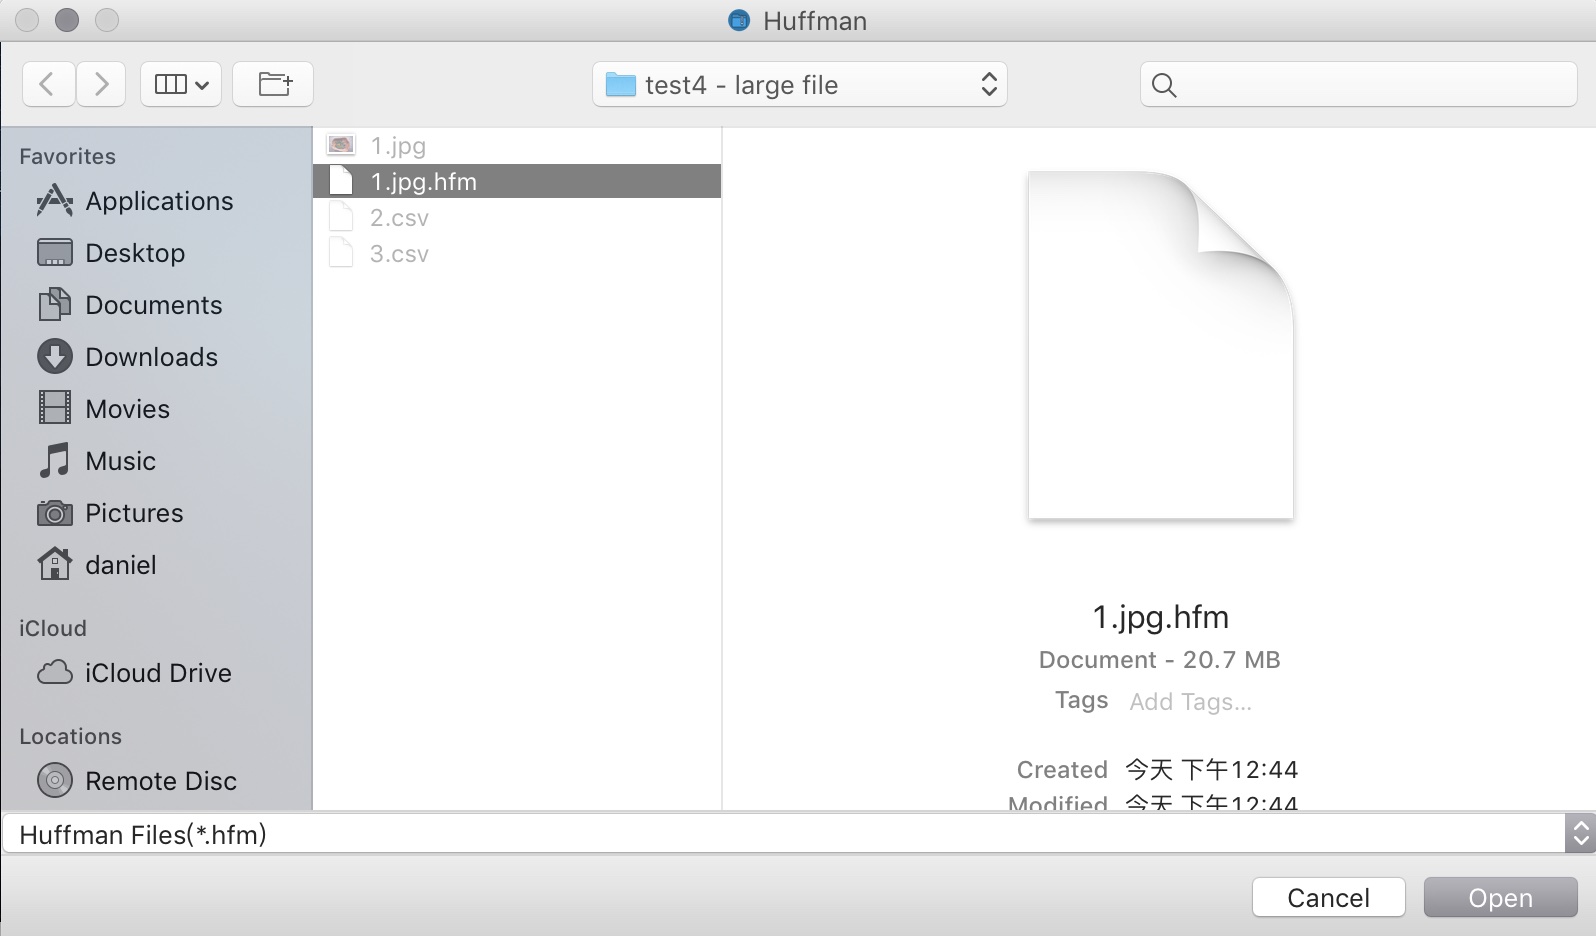 Huffman
test4 - large file
Favorites
Applications
Desktop
Documents
Downloads
Movies
Music
Pictures
daniel
iCloud
iCloud Drive
Locations
Remote Disc
1.jpg
1.jpg.hfm
2.csv
3.csv
1.jpg.hfm
Document - 20.7 MB
Tags Add Tags...
Created 今天 下午12:44
Modified 今天 下午12:44
Huffman Files(*.hfm)
Cancel Open